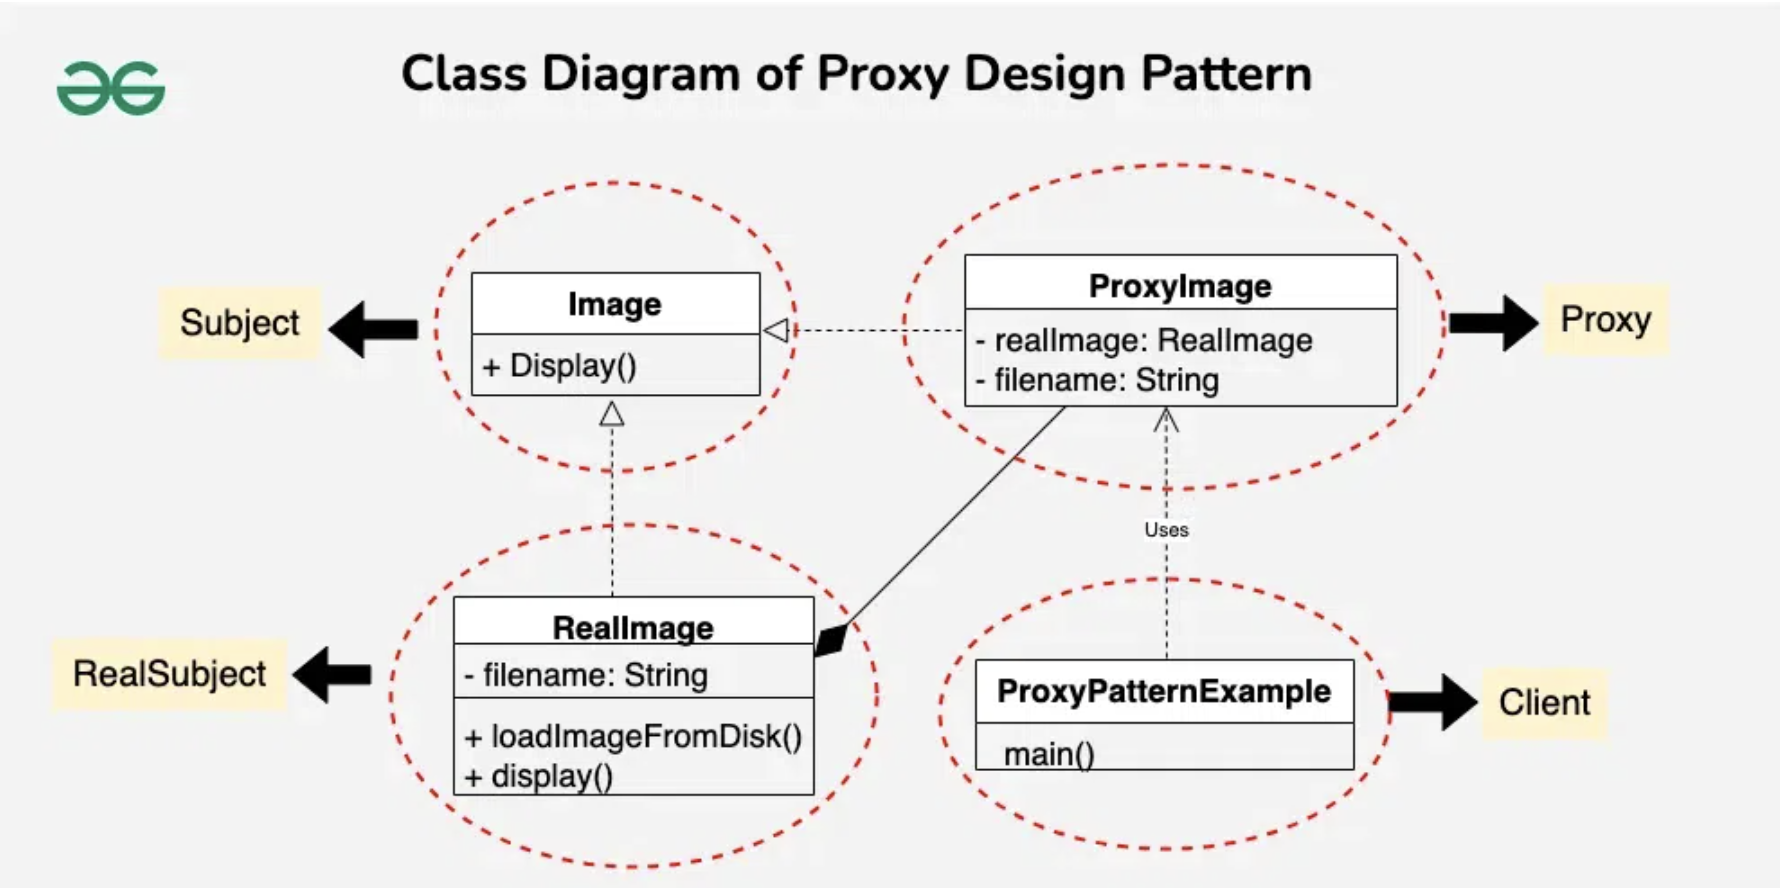 Class Diagram of Proxy Design Pattern
Subject
Image
+ Display()
ProxyImage
- realImage: RealImage
- filename: String
Proxy
Uses
RealSubject
RealImage
- filename: String
+ loadImageFromDisk()
+ display()
ProxyPatternExample
main()
Client